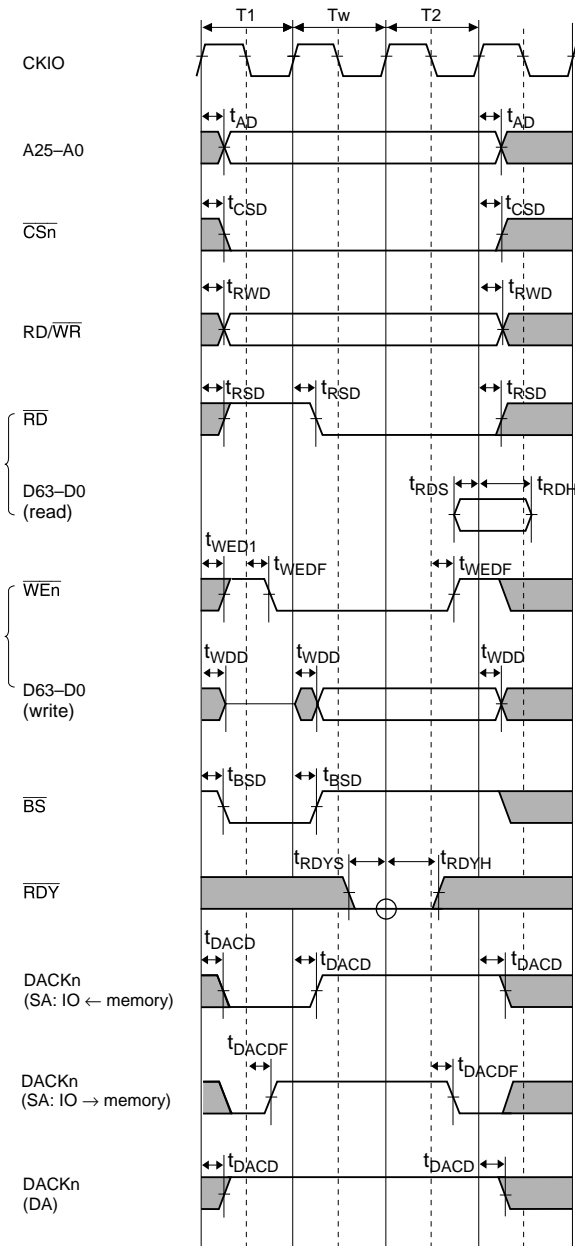 T1 Tw T2
CKIO
tAD tAD
A25–A0
tCSD tCSD
CSn
tRWD tRWD
RD/WR
tRSD tRSD tRSD
RD
tRDS tRDH
D63–D0
(read)
tWED1 tWEDF tWEDF
WEn
tWDD tWDD tWDD
D63–D0
(write)
tBSD tBSD
BS
tRDYS tRDYH
RDY
tDACD tDACD tDACD
DACKn
(SA: IO ← memory)
tDACDF tDACDF
DACKn
(SA: IO → memory)
tDACD tDACD
DACKn
(DA)